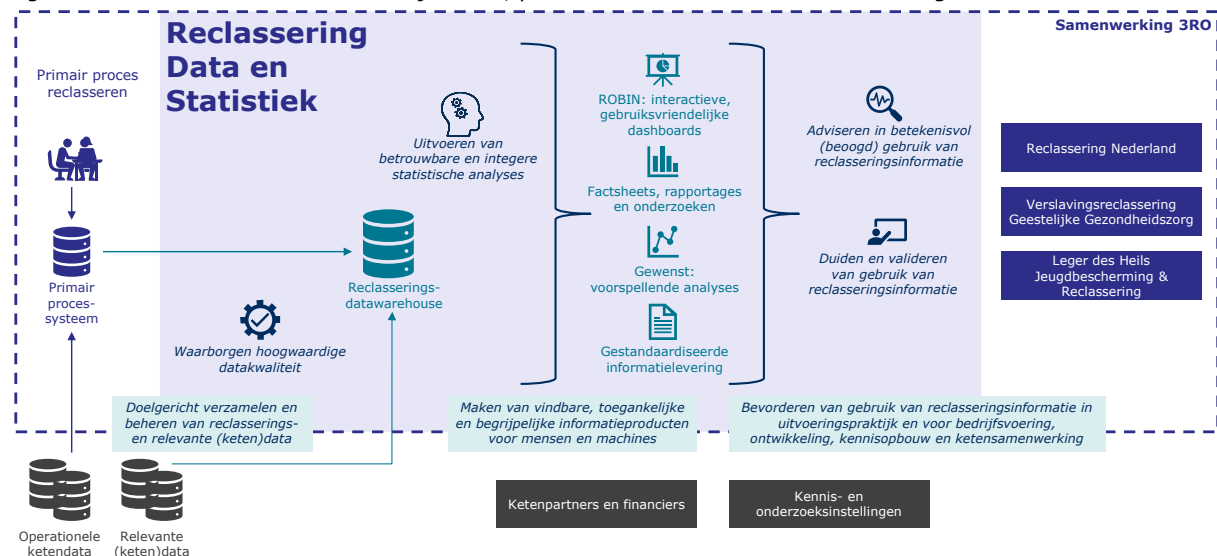 Samenwerking 3RO
Reclassering
Data en
Statistiek
Primair proces
reclasseren
Primair
proces-
systeem
Waarborgen hoogwaardige
datakwaliteit
Reclasserings-
datawarehouse
Uitvoeren van
betrouwbare en integere
statistische analyses
ROBIN: interactieve,
gebruiksvriendelijke
dashboards
Factsheets, rapportages
en onderzoeken
Gewenst:
voorspellende analyses
Gestandaardiseerde
informatielevering
Adviseren in betekenisvol
(beoogd) gebruik van
reclasseringsinformatie
Duiden en valideren
van gebruik van
reclasseringsinformatie
Reclassering Nederland
Verslavingsreclassering
Geestelijke Gezondheidszorg
Leger des Heils
Jeugdbescherming &
Reclassering
Doelgericht verzamelen en
beheren van reclasserings-
en relevante (keten)data
Maken van vindbare, toegankelijke
en begrijpelijke informatieproducten
voor mensen en machines
Bevorderen van gebruik van reclasseringsinformatie in
uitvoeringspraktijk en voor bedrijfsvoering,
ontwikkeling, kennisopbouw en ketensamenwerking
Operationele
ketendata
Relevante
(keten)data
Ketenpartners en financiers
Kennis- en
onderzoeksinstellingen